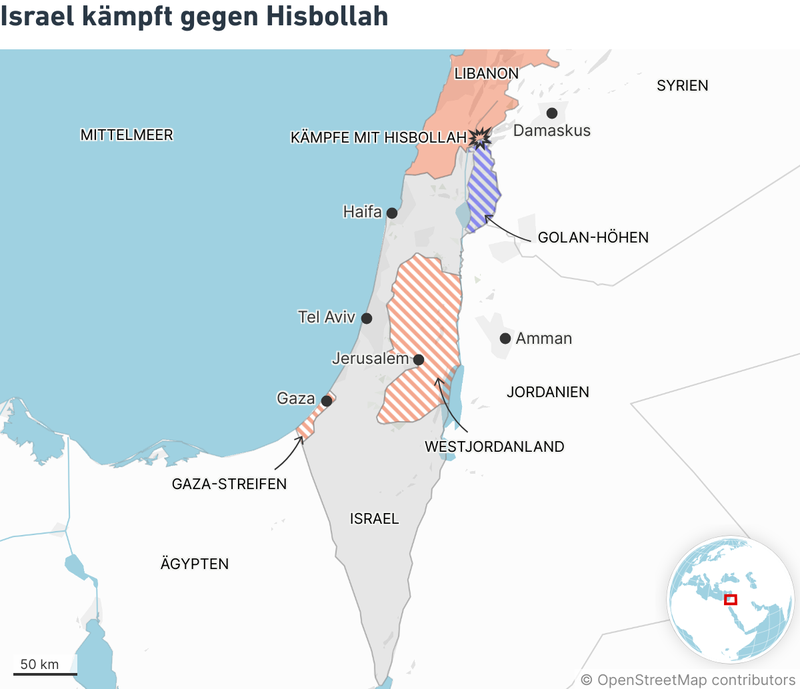 Israel kämpft gegen Hisbollah
LIBANON
SYRIEN
MITTELMEER
KÄMPFE MIT HISBOLLAH
Damaskus
Haifa
GOLAN-HÖHEN
Tel Aviv
Amman
Jerusalem
JORDANIEN
Gaza
WESTJORDANLAND
GAZA-STREIFEN
ISRAEL
ÄGYPTEN
50 km
© OpenStreetMap contributors